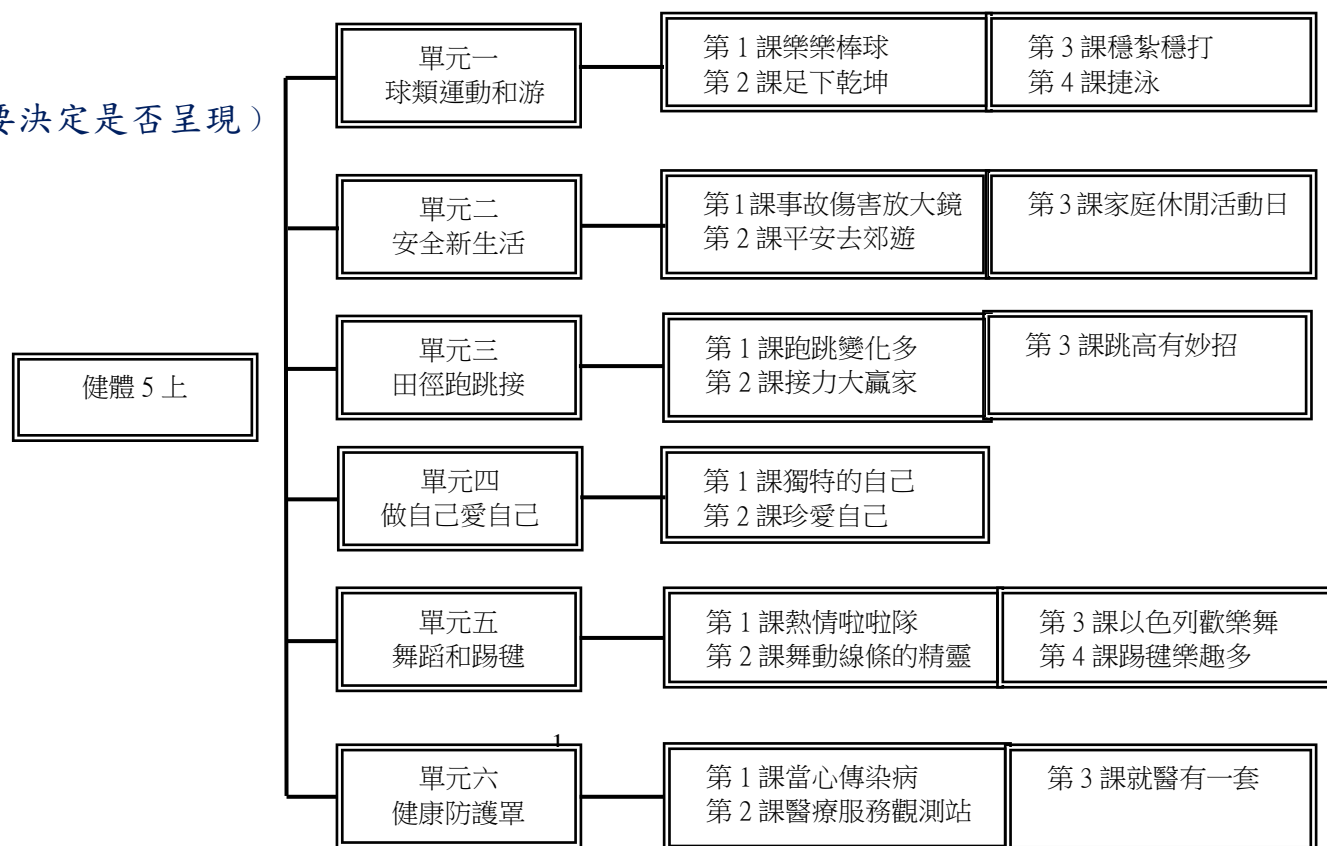 要決定是否呈現）
健體 5 上
單元一
球類運動和游
第 1 課樂樂棒球
第 2 課足下乾坤
第 3 課穩紮穩打
第 4 課捷泳
單元二
安全新生活
第 1 課事故傷害放大鏡
第 2 課平安去郊遊
第 3 課家庭休閒活動日
單元三
田徑跑跳接
第 1 課跑跳變化多
第 2 課接力大贏家
第 3 課跳高有妙招
單元四
做自己愛自己
第 1 課獨特的自己
第 2 課珍愛自己
單元五
舞蹈和踢毽
第 1 課熱情啦啦隊
第 2 課舞動線條的精靈
第 3 課以色列歡樂舞
第 4 課踢毽樂趣多
1
單元六
健康防護罩
第 1 課當心傳染病
第 2 課醫療服務觀測站
第 3 課就醫有一套